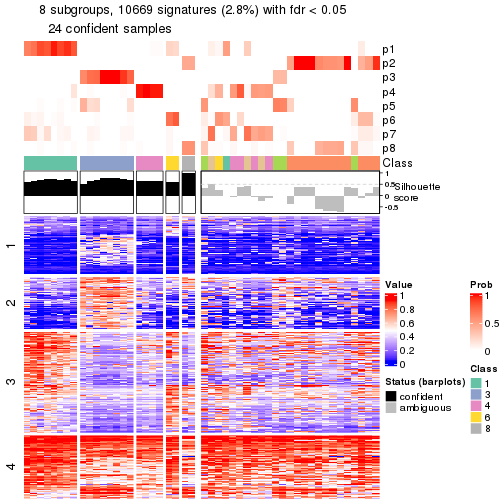 8 subgroups, 10669 signatures (2.8%) with fdr < 0.05
24 confident samples
p1
p2
p3
p4
p5
p6
p7
p8
Class
1
0.5
0
-0.5
Silhouette
score
1
2
3
4
Value
1
0.8
0.6
0.4
0.2
0
Prob
1
0.5
0
Status (barplots)
confident
ambiguous
Class
1
3
4
6
8